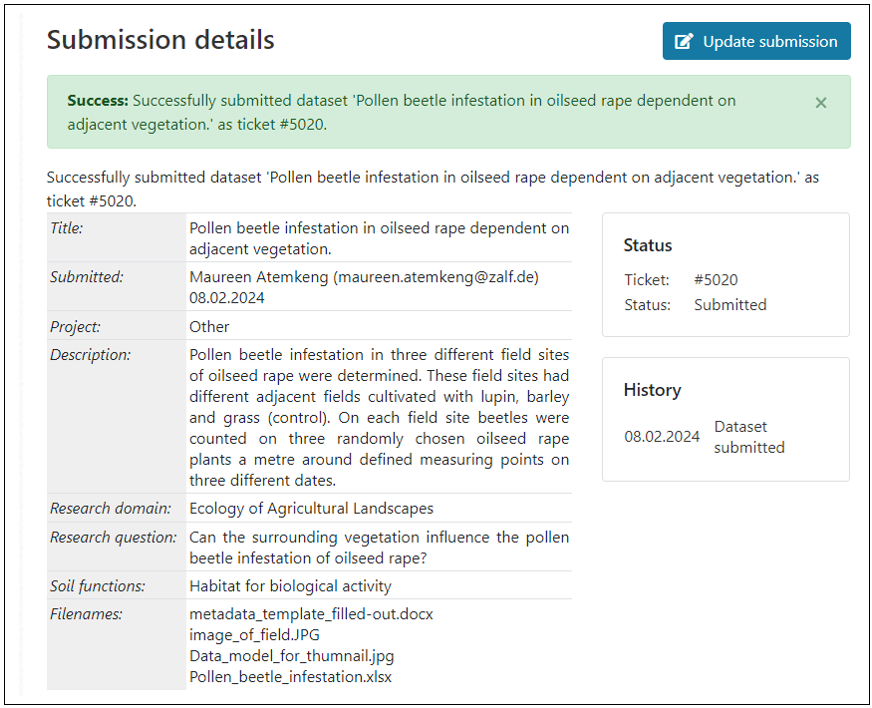 Submission details
Update submission
Success: Successfully submitted dataset 'Pollen beetle infestation in oilseed rape dependent on
adjacent vegetation.' as ticket #5020.
×
Successfully submitted dataset 'Pollen beetle infestation in oilseed rape dependent on adjacent vegetation.' as
ticket #5020.
Title: Pollen beetle infestation in oilseed rape dependent on
adjacent vegetation.
Submitted: Maureen Atemkeng (maureen.atemkeng@zalf.de)
08.02.2024
Project: Other
Description: Pollen beetle infestation in three different field sites
of oilseed rape were determined. These field sites had
different adjacent fields cultivated with lupin, barley
and grass (control). On each field site beetles were
counted on three randomly chosen oilseed rape
plants a metre around defined measuring points on
three different dates.
Research domain: Ecology of Agricultural Landscapes
Research question: Can the surrounding vegetation influence the pollen
beetle infestation of oilseed rape?
Soil functions: Habitat for biological activity
Filenames: metadata_template_filled-out.docx
image_of_field.JPG
Data_model_for_thumnail.jpg
Pollen_beetle_infestation.xlsx
Status
Ticket: #5020
Status: Submitted
History
08.02.2024 Dataset
submitted